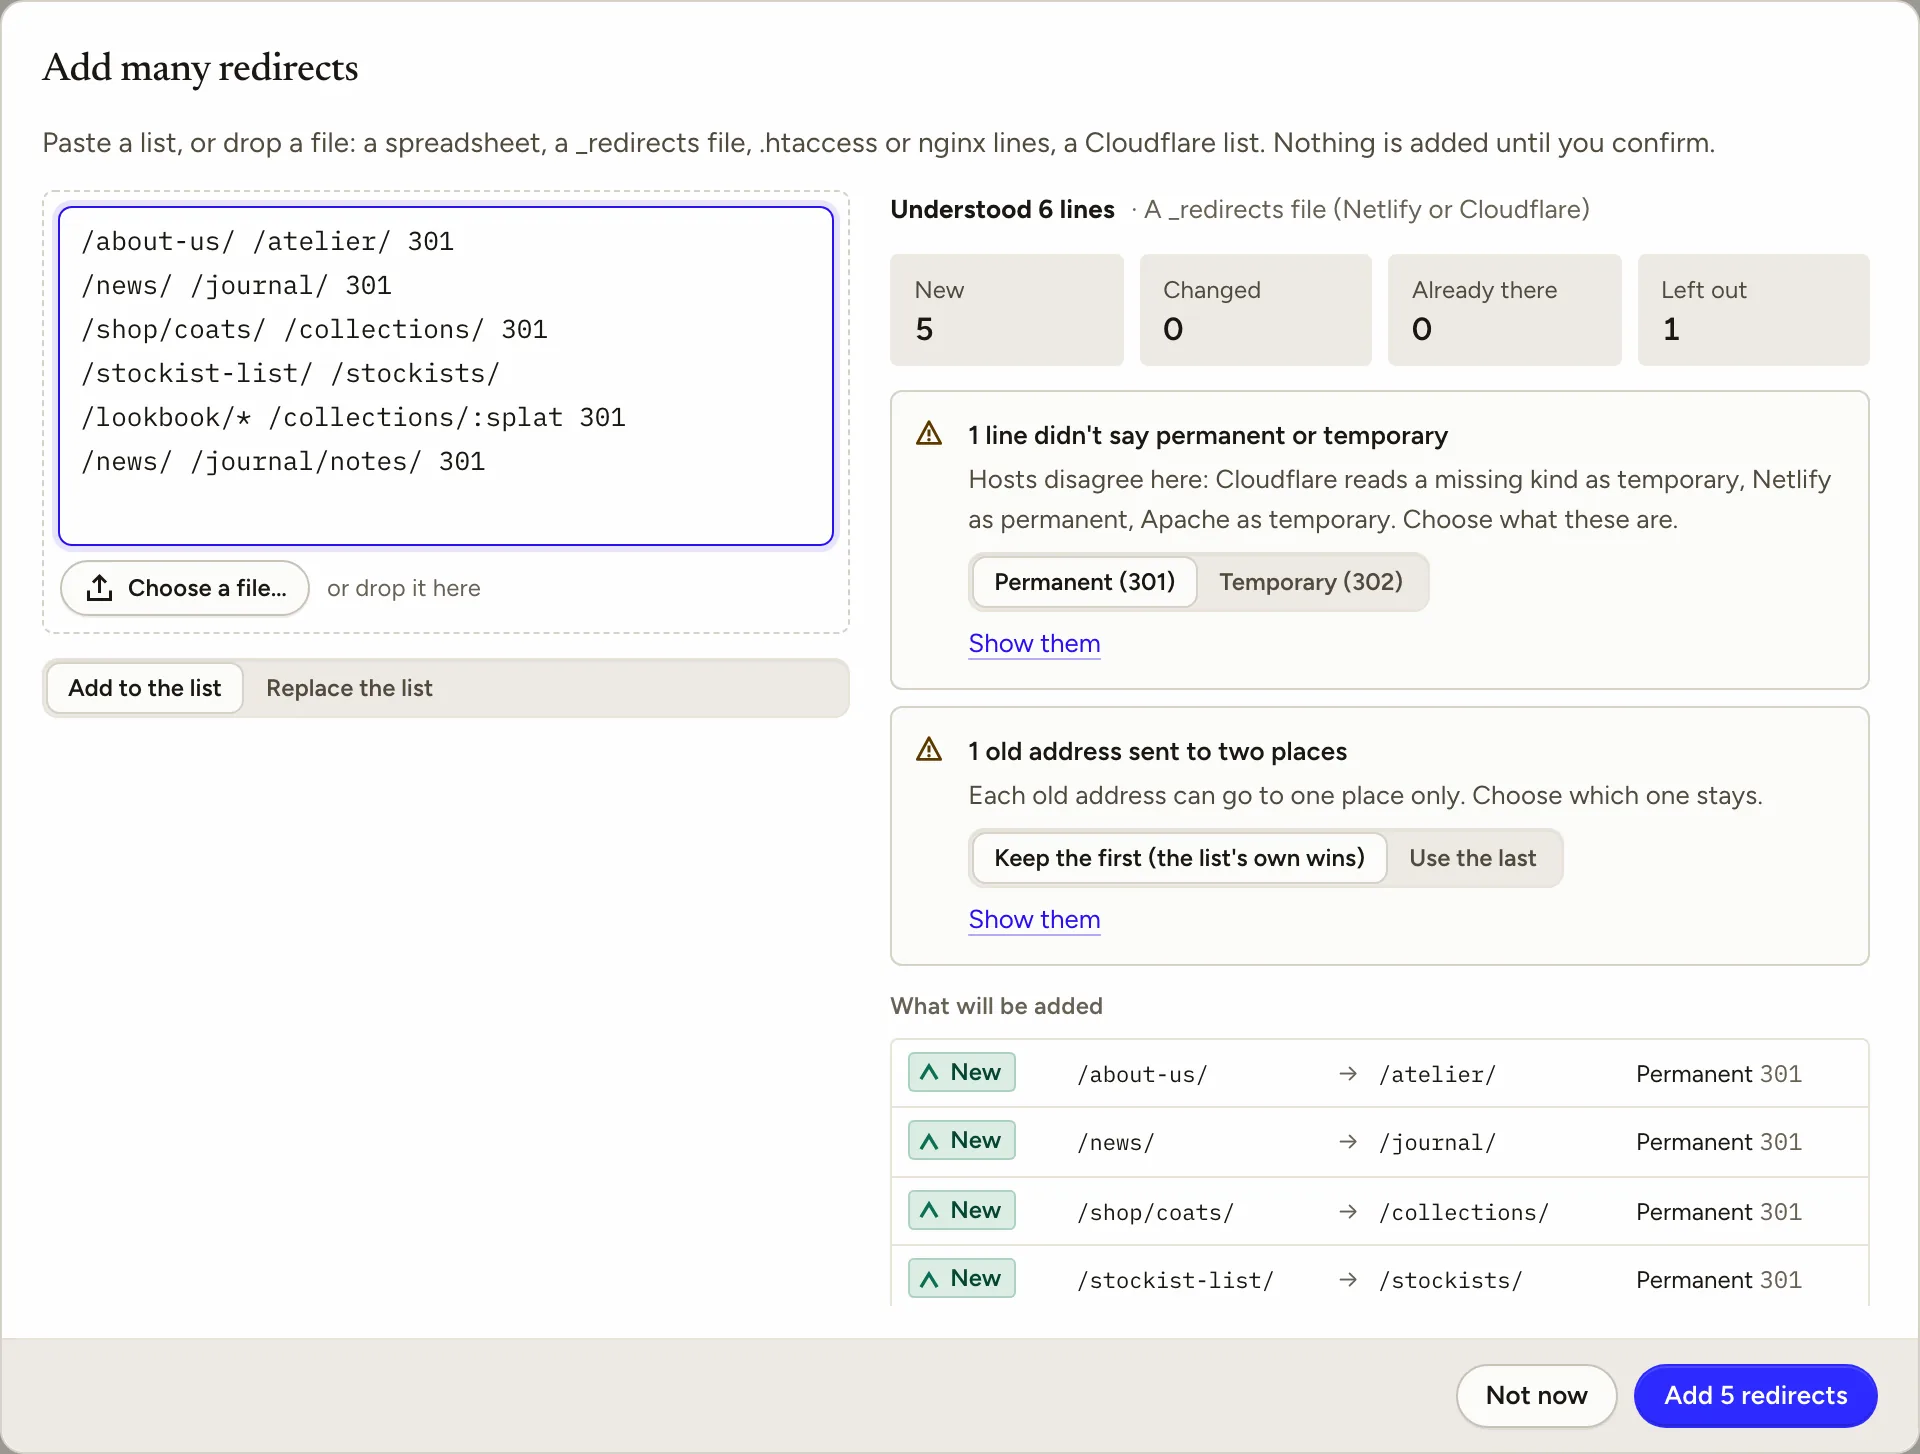 Add many redirects
Paste a list, or drop a file: a spreadsheet, a _redirects file, .htaccess or nginx lines, a Cloudflare list. Nothing is added until you confirm.
/about-us/ /atelier/ 301
/news/ /journal/ 301
/shop/coats/ /collections/ 301
/stockist-list/ /stockists/
/lookbook/* /collections/:splat 301
/news/ /journal/notes/ 301
Choose a file... or drop it here
Add to the list Replace the list
Understood 6 lines · A _redirects file (Netlify or Cloudflare)
New Changed Already there Left out
5 0 0 1
1 line didn't say permanent or temporary
Hosts disagree here: Cloudflare reads a missing kind as temporary, Netlify
as permanent, Apache as temporary. Choose what these are.
Permanent (301) Temporary (302)
Show them
1 old address sent to two places
Each old address can go to one place only. Choose which one stays.
Keep the first (the list's own wins) Use the last
Show them
What will be added
New /about-us/ → /atelier/ Permanent 301
New /news/ → /journal/ Permanent 301
New /shop/coats/ → /collections/ Permanent 301
New /stockist-list/ → /stockists/ Permanent 301
Not now Add 5 redirects